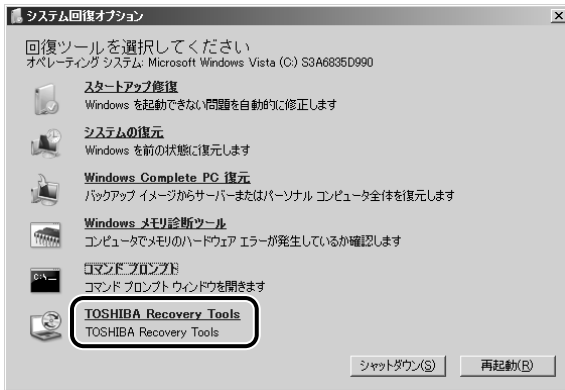 システム回復オプション
回復ツールを選択してください
オペレーティング システム: Microsoft Windows Vista (C:) S3A6835D990
スタートアップ修復
Windows を起動できない問題を自動的に修正します
システムの復元
Windows を前の状態に復元します
Windows Complete PC 復元
バックアップ イメージからサーバーまたはパーソナル コンピュータ全体を復元します
Windows メモリ診断ツール
コンピュータでメモリのハードウェア エラーが発生しているか確認します
C:\_
コマンド プロンプト
コマンド プロンプト ウィンドウを開きます
TOSHIBA Recovery Tools
TOSHIBA Recovery Tools
シャットダウン(S)
再起動(R)